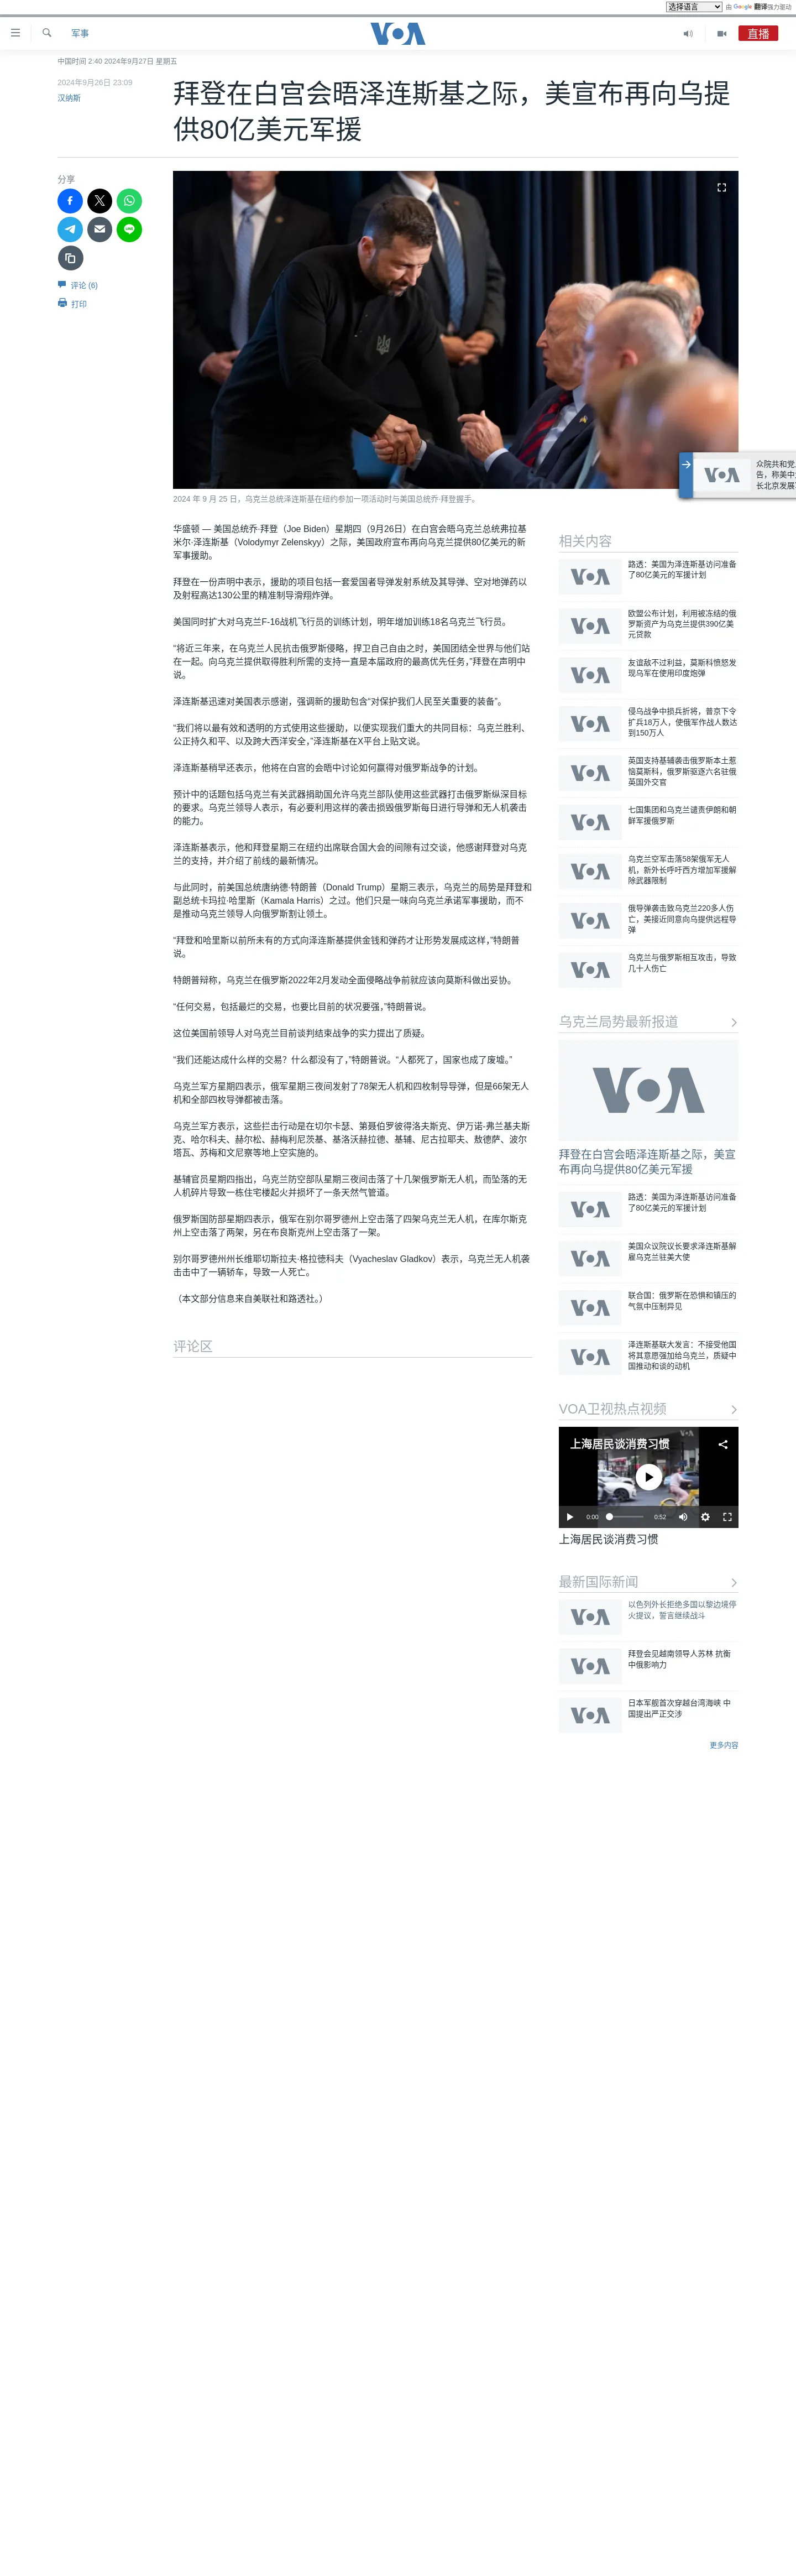 选择语言
由 Google 翻译强力驱动
军事
VOA
直播
中国时间 2:40 2024年9月27日 星期五
2024年9月26日 23:09
汉纳斯
拜登在白宫会晤泽连斯基之际，美宣布再向乌提
供80亿美元军援
分享
评论 (6)
打印
众院共和党
告，称美中
长北京发展
2024 年 9 月 25 日，乌克兰总统泽连斯基在纽约参加一项活动时与美国总统乔·拜登握手。
华盛顿 — 美国总统乔·拜登（Joe Biden）星期四（9月26日）在白宫会晤乌克兰总统弗拉基
米尔·泽连斯基（Volodymyr Zelenskyy）之际，美国政府宣布再向乌克兰提供80亿美元的新
军事援助。
拜登在一份声明中表示，援助的项目包括一套爱国者导弹发射系统及其导弹、空对地弹药以
及射程高达130公里的精准制导滑翔炸弹。
美国同时扩大对乌克兰F-16战机飞行员的训练计划，明年增加训练18名乌克兰飞行员。
“将近三年来，在乌克兰人民抗击俄罗斯侵略，捍卫自己自由之时，美国团结全世界与他们站
在一起。向乌克兰提供取得胜利所需的支持一直是本届政府的最高优先任务，”拜登在声明中
说。
泽连斯基迅速对美国表示感谢，强调新的援助包含“对保护我们人民至关重要的装备”。
“我们将以最有效和透明的方式使用这些援助，以便实现我们重大的共同目标：乌克兰胜利、
公正持久和平、以及跨大西洋安全，”泽连斯基在X平台上贴文说。
泽连斯基稍早还表示，他将在白宫的会晤中讨论如何赢得对俄罗斯战争的计划。
预计中的话题包括乌克兰有关武器捐助国允许乌克兰部队使用这些武器打击俄罗斯纵深目标
的要求。乌克兰领导人表示，有必要利用这样的袭击损毁俄罗斯每日进行导弹和无人机袭击
的能力。
泽连斯基表示，他和拜登星期三在纽约出席联合国大会的间隙有过交谈，他感谢拜登对乌克
兰的支持，并介绍了前线的最新情况。
与此同时，前美国总统唐纳德·特朗普（Donald Trump）星期三表示，乌克兰的局势是拜登和
副总统卡玛拉·哈里斯（Kamala Harris）之过。他们只是一味向乌克兰承诺军事援助，而不
是推动乌克兰领导人向俄罗斯割让领土。
“拜登和哈里斯以前所未有的方式向泽连斯基提供金钱和弹药才让形势发展成这样，”特朗普
说。
特朗普辩称，乌克兰在俄罗斯2022年2月发动全面侵略战争前就应该向莫斯科做出妥协。
“任何交易，包括最烂的交易，也要比目前的状况要强，”特朗普说。
这位美国前领导人对乌克兰目前谈判结束战争的实力提出了质疑。
“我们还能达成什么样的交易？什么都没有了，”特朗普说。“人都死了，国家也成了废墟。”
乌克兰军方星期四表示，俄军星期三夜间发射了78架无人机和四枚制导导弹，但是66架无人
机和全部四枚导弹都被击落。
乌克兰军方表示，这些拦击行动是在切尔卡瑟、第聂伯罗彼得洛夫斯克、伊万诺-弗兰基夫斯
克、哈尔科夫、赫尔松、赫梅利尼茨基、基洛沃赫拉德、基辅、尼古拉耶夫、敖德萨、波尔
塔瓦、苏梅和文尼察等地上空实施的。
基辅官员星期四指出，乌克兰防空部队星期三夜间击落了十几架俄罗斯无人机，而坠落的无
人机碎片导致一栋住宅楼起火并损坏了一条天然气管道。
俄罗斯国防部星期四表示，俄军在别尔哥罗德州上空击落了四架乌克兰无人机，在库尔斯克
州上空击落了两架，另在布良斯克州上空击落了一架。
别尔哥罗德州州长维耶切斯拉夫·格拉德科夫（Vyacheslav Gladkov）表示，乌克兰无人机袭
击击中了一辆轿车，导致一人死亡。
（本文部分信息来自美联社和路透社。）
评论区
相关内容
VOA
路透：美国为泽连斯基访问准备
了80亿美元的军援计划
VOA
欧盟公布计划，利用被冻结的俄
罗斯资产为乌克兰提供390亿美
元贷款
VOA
友谊敌不过利益，莫斯科愤怒发
现乌军在使用印度炮弹
VOA
侵乌战争中损兵折将，普京下令
扩兵18万人，使俄军作战人数达
到150万人
VOA
英国支持基辅袭击俄罗斯本土惹
恼莫斯科，俄罗斯驱逐六名驻俄
英国外交官
VOA
七国集团和乌克兰谴责伊朗和朝
鲜军援俄罗斯
VOA
乌克兰空军击落58架俄军无人
机，新外长呼吁西方增加军援解
除武器限制
VOA
俄导弹袭击致乌克兰220多人伤
亡，美接近同意向乌提供远程导
弹
VOA
乌克兰与俄罗斯相互攻击，导致
几十人伤亡
VOA
乌克兰局势最新报道
VOA
拜登在白宫会晤泽连斯基之际，美宣
布再向乌提供80亿美元军援
VOA
路透：美国为泽连斯基访问准备
了80亿美元的军援计划
VOA
美国众议院议长要求泽连斯基解
雇乌克兰驻美大使
VOA
联合国：俄罗斯在恐惧和镇压的
气氛中压制异见
VOA
泽连斯基联大发言：不接受他国
将其意愿强加给乌克兰，质疑中
国推动和谈的动机
VOA卫视热点视频
上海居民谈消费习惯
VOA
0:00
0:52
上海居民谈消费习惯
最新国际新闻
VOA
以色列外长拒绝多国以黎边境停
火提议，誓言继续战斗
VOA
拜登会见越南领导人苏林 抗衡
中俄影响力
VOA
日本军舰首次穿越台湾海峡 中
国提出严正交涉
更多内容